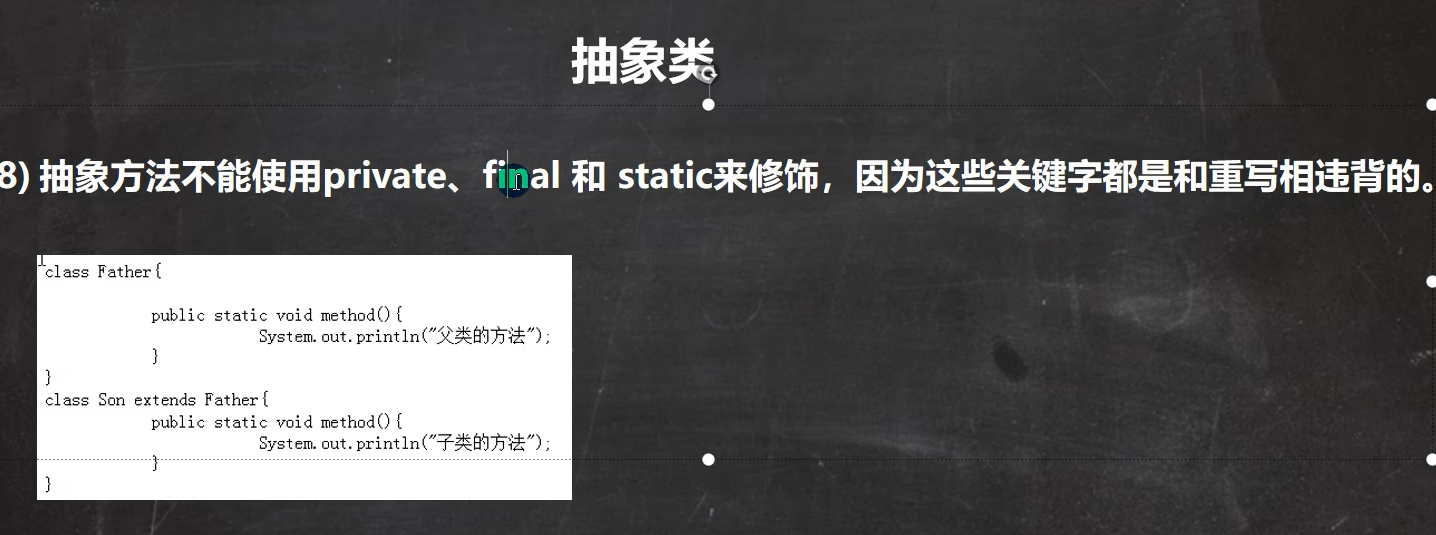 抽象类
8) 抽象方法不能使用private、final 和 static来修饰，因为这些关键字都是和重写相违背的。
class Father{
public static void method(){
System.out.println("父类的方法");
}
}
class Son extends Father{
public static void method(){
System.out.println("子类的方法");
}
}